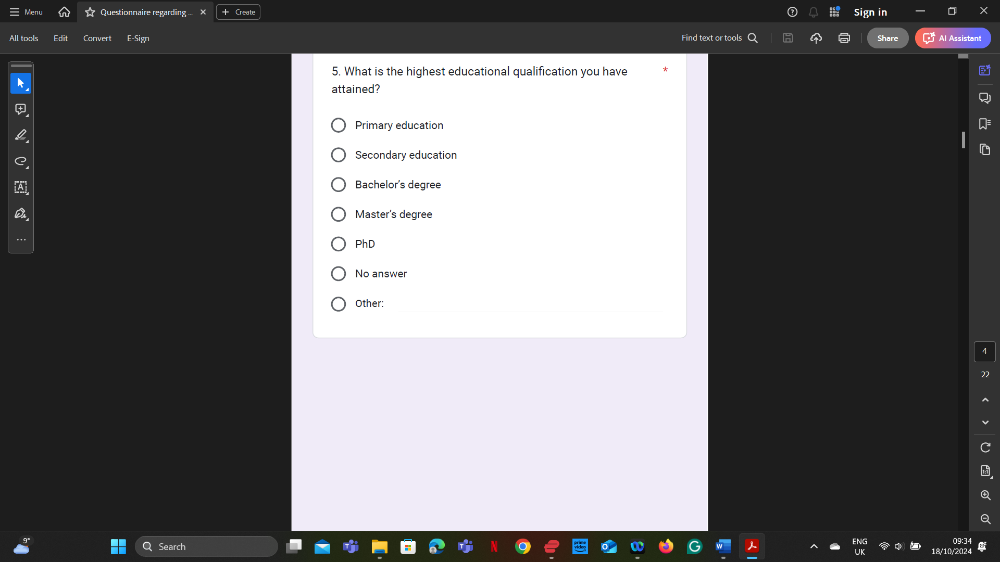 Menu
Questionnaire regarding ...
Create
Sign in
All tools
Edit
Convert
E-Sign
Find text or tools
Share
AI Assistant
5. What is the highest educational qualification you have *
attained?
Primary education
Secondary education
Bachelor’s degree
Master’s degree
PhD
No answer
Other:
4
22
9°
Search
prime video
ENG
UK
09:34
18/10/2024